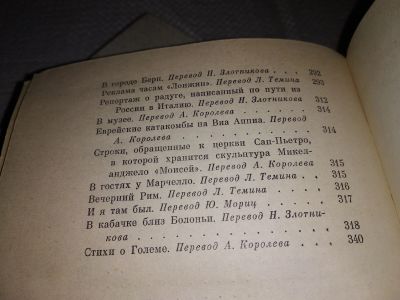 В городе Берн. Перевод Н. Злотникова . . . . 292
Реклама часам «Лонжин». Перевод Л. Темина . . 293
Репортаж о радуге, написанный по пути из
России в Италию. Перевод Н. Злотникова . . 312
В музее. Перевод А. Королева . . . . . . . 314
Еврейские катакомбы на Виа Аппиа. Перевод
А. Королева . . . . . . . . . . . 314
Строки, обращенные к церкви Сан-Пьетро,
в которой хранится скульптура Микел-
анджело «Моисей». Перевод А. Королева . . 315
В гостях у Марчелло. Перевод Л. Темина . . . 315
Вечерний Рим. Перевод Л. Темина . . . . . 316
И я там был. Перевод Ю. Мориц . . . . . . 317
В кабачке близ Болоньи. Перевод Н. Злотни-
кова . . . . . . . . . . . . . 318
Стихи о Големе. Перевод А. Королева . . . . 340